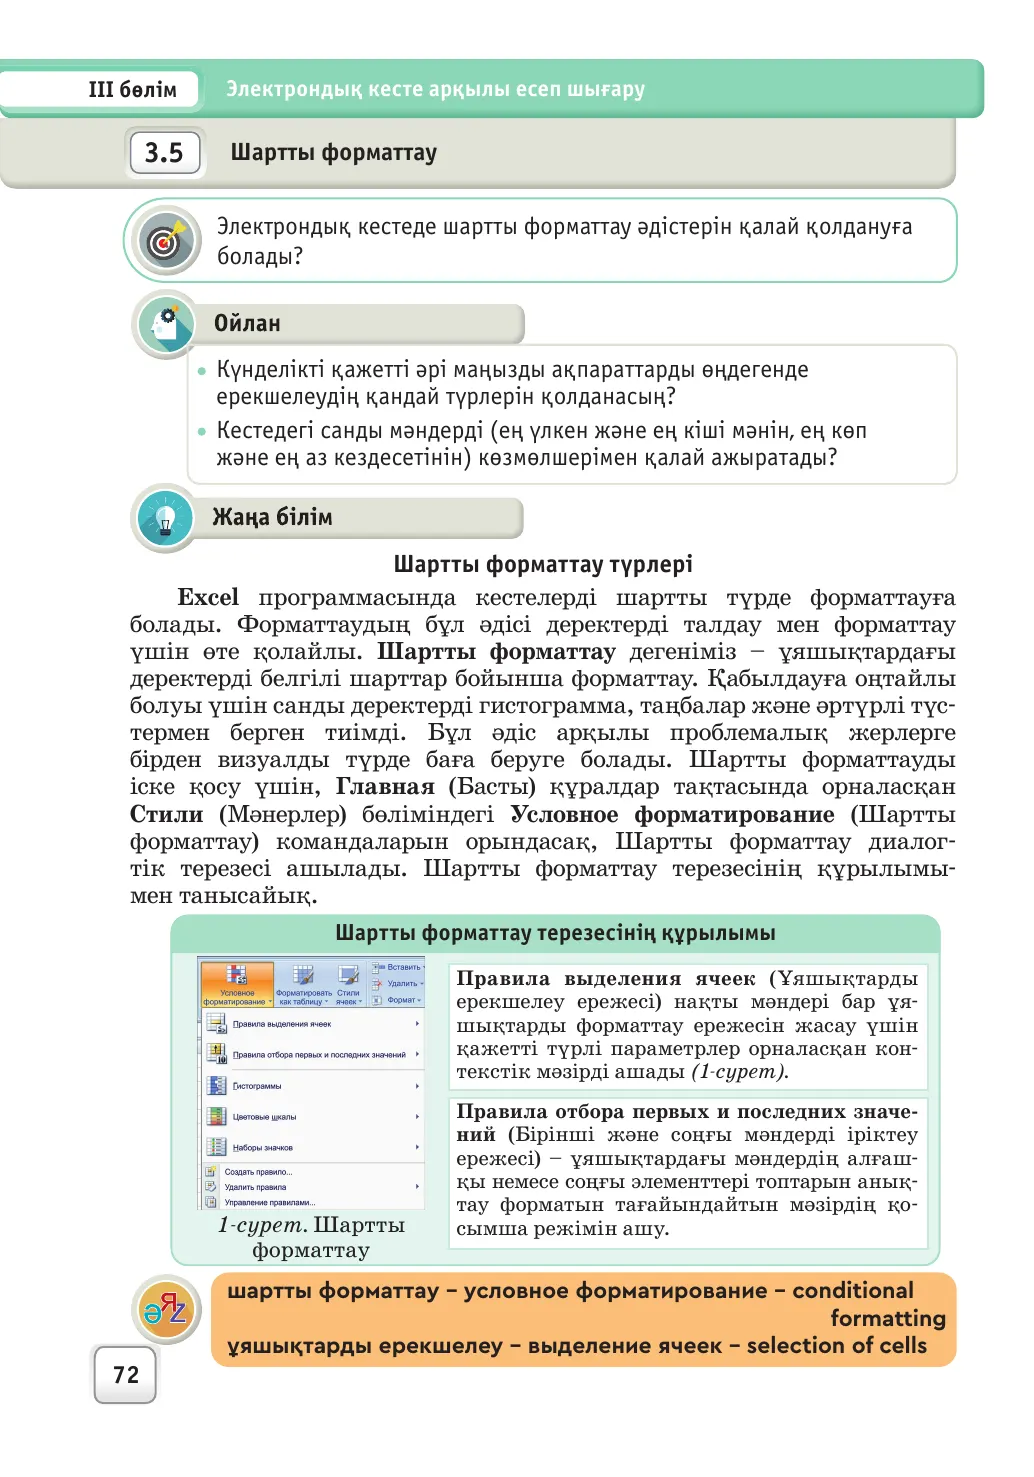 III бөлім
Электрондық кесте арқылы есеп шығару
3.5
Шартты форматтау
Электрондық кестеде шартты форматтау әдістерін қалай қолдануға
болады?
Ойлан
• Күнделікті қажетті әрі маңызды ақпараттарды өңдегенде
ерекшелеудің қандай түрлерін қолданасың?
• Кестедегі санды мәндерді (ең үлкен және ең кіші мәнін, ең көп
және ең аз кездесетінін) көзмөлшерімен қалай ажыратады?
Жаңа білім
Шартты форматтау түрлері
Excel программасында кестелерді шартты түрде форматтауға
болады. Форматтаудың бұл әдісі деректерді талдау мен форматтау
үшін өте қолайлы. Шартты форматтау дегеніміз – ұяшықтардағы
деректерді белгілі шарттар бойынша форматтау. Қабылдауға оңтайлы
болуы үшін санды деректерді гистограмма, таңбалар және әртүрлі түс-
термен берген тиімді. Бұл әдіс арқылы проблемалық жерлерге
бірден визуалды түрде баға беруге болады. Шартты форматтауды
іске қосу үшін, Главная (Басты) құралдар тақтасында орналасқан
Стили (Мәнерлер) бөліміндегі Условное форматирование (Шартты
форматтау) командаларын орындасақ, Шартты форматтау диалог-
тік терезесі ашылады. Шартты форматтау терезесінің құрылымы-
мен танысайық.
Шартты форматтау терезесінің құрылымы
Условное форматирование
Форматировать как таблицу
Стили ячеек
Вставить
Удалить
Формат
Правила выделения ячеек
Правила отбора первых и последних значений
Гистограммы
Цветовые шкалы
Наборы значков
Создать правило...
Удалить правила
Управление правилами...
1-сурет. Шартты
форматтау
Правила выделения ячеек (Ұяшықтарды
ерекшелеу ережесі) нақты мәндері бар ұя-
шықтарды форматтау ережесін жасау үшін
қажетті түрлі параметрлер орналасқан кон-
текстік мәзірді ашады (1-сурет).
Правила отбора первых и последних значе-
ний (Бірінші және соңғы мәндерді іріктеу
ережесі) – ұяшықтардағы мәндердің алғаш-
қы немесе соңғы элементтері топтарын анық-
тау форматын тағайындайтын мәзірдің қо-
сымша режімін ашу.
ә Я Z
шартты форматтау – условное форматирование – conditional
formatting
ұяшықтарды ерекшелеу – выделение ячеек – selection of cells
72